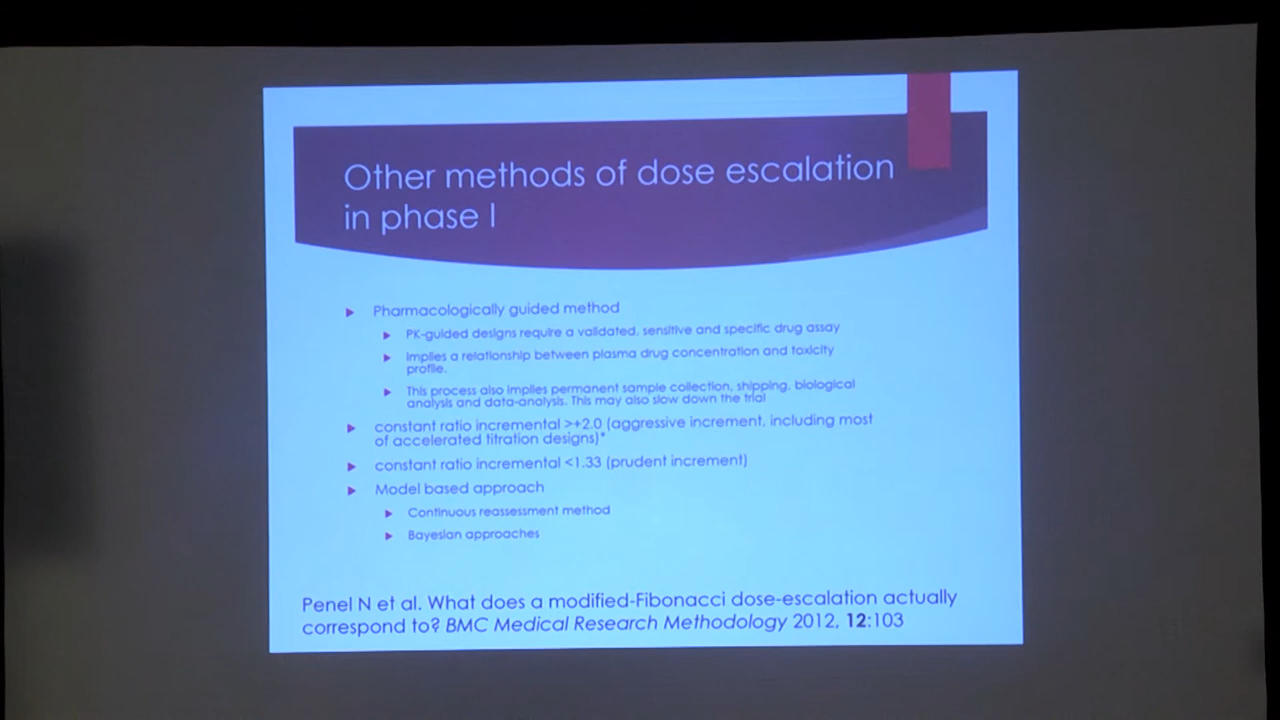 Other methods of dose escalation
in phase I
Pharmacologically guided method
PK-guided designs require a validated, sensitive and specific drug assay
Implies a relationship between plasma drug concentration and toxicity
profile.
This process also implies permanent sample collection, shipping, biological
analysis and data-analysis. This may also slow down the trial
constant ratio incremental >+2.0 (aggressive increment, including most
of accelerated titration designs)*
constant ratio incremental <1.33 (prudent increment)
Model based approach
Continuous reassessment method
Bayesian approaches
Penel N et al. What does a modified-Fibonacci dose-escalation actually
correspond to? BMC Medical Research Methodology 2012, 12:103